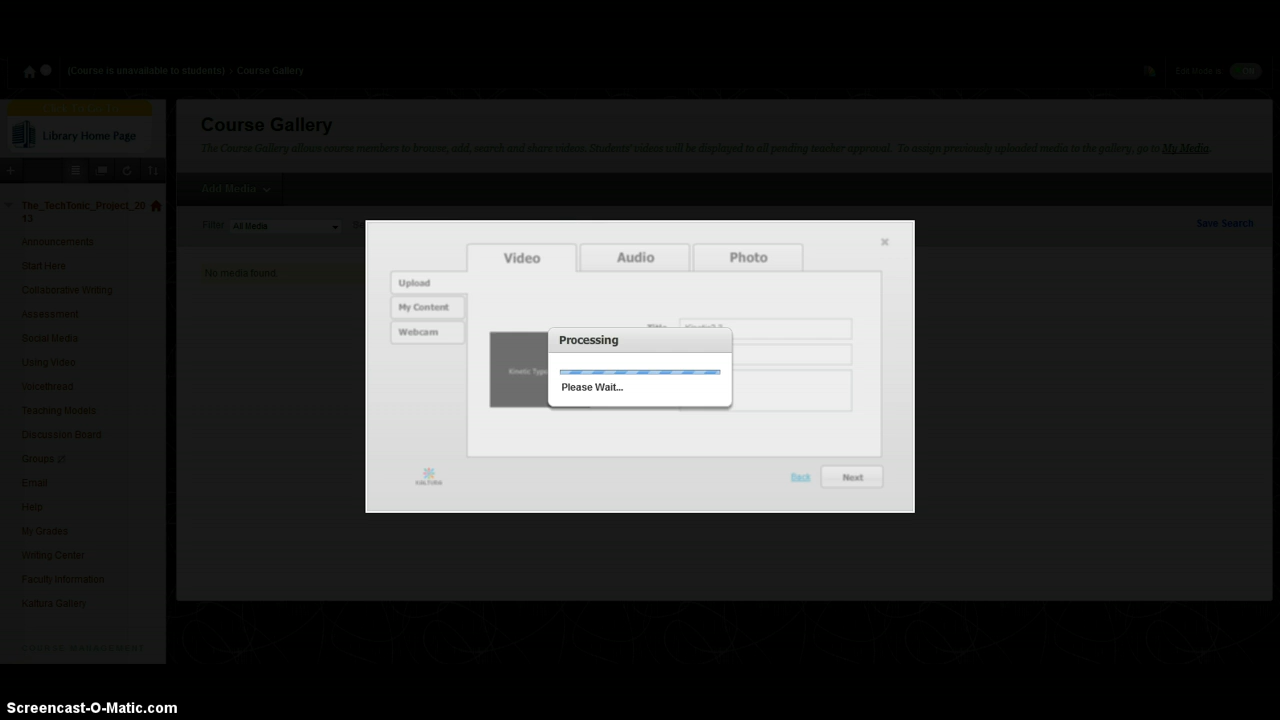 (Course is unavailable to students) › Course Gallery
Edit Mode is: ON
Library Home Page
Course Gallery
The Course Gallery allows course members to browse, add, search and share videos. Students' videos will be displayed to all pending teacher approval. To assign previously uploaded media to the gallery, go to My Media.
Add Media
Filter All Media
Save Search
No media found
The_TechTonic_Project_20
13
Announcements
Start Here
Collaborative Writing
Assessment
Social Media
Using Video
Voicethread
Teaching Models
Discussion Board
Groups
Email
Help
My Grades
Writing Center
Faculty Information
Kaltura Gallery
COURSE MANAGEMENT
Video
Audio
Photo
Upload
My Content
Webcam
Title
Kinetic Type
Processing
Please Wait...
KALTURA
Back
Next
Screencast-O-Matic.com